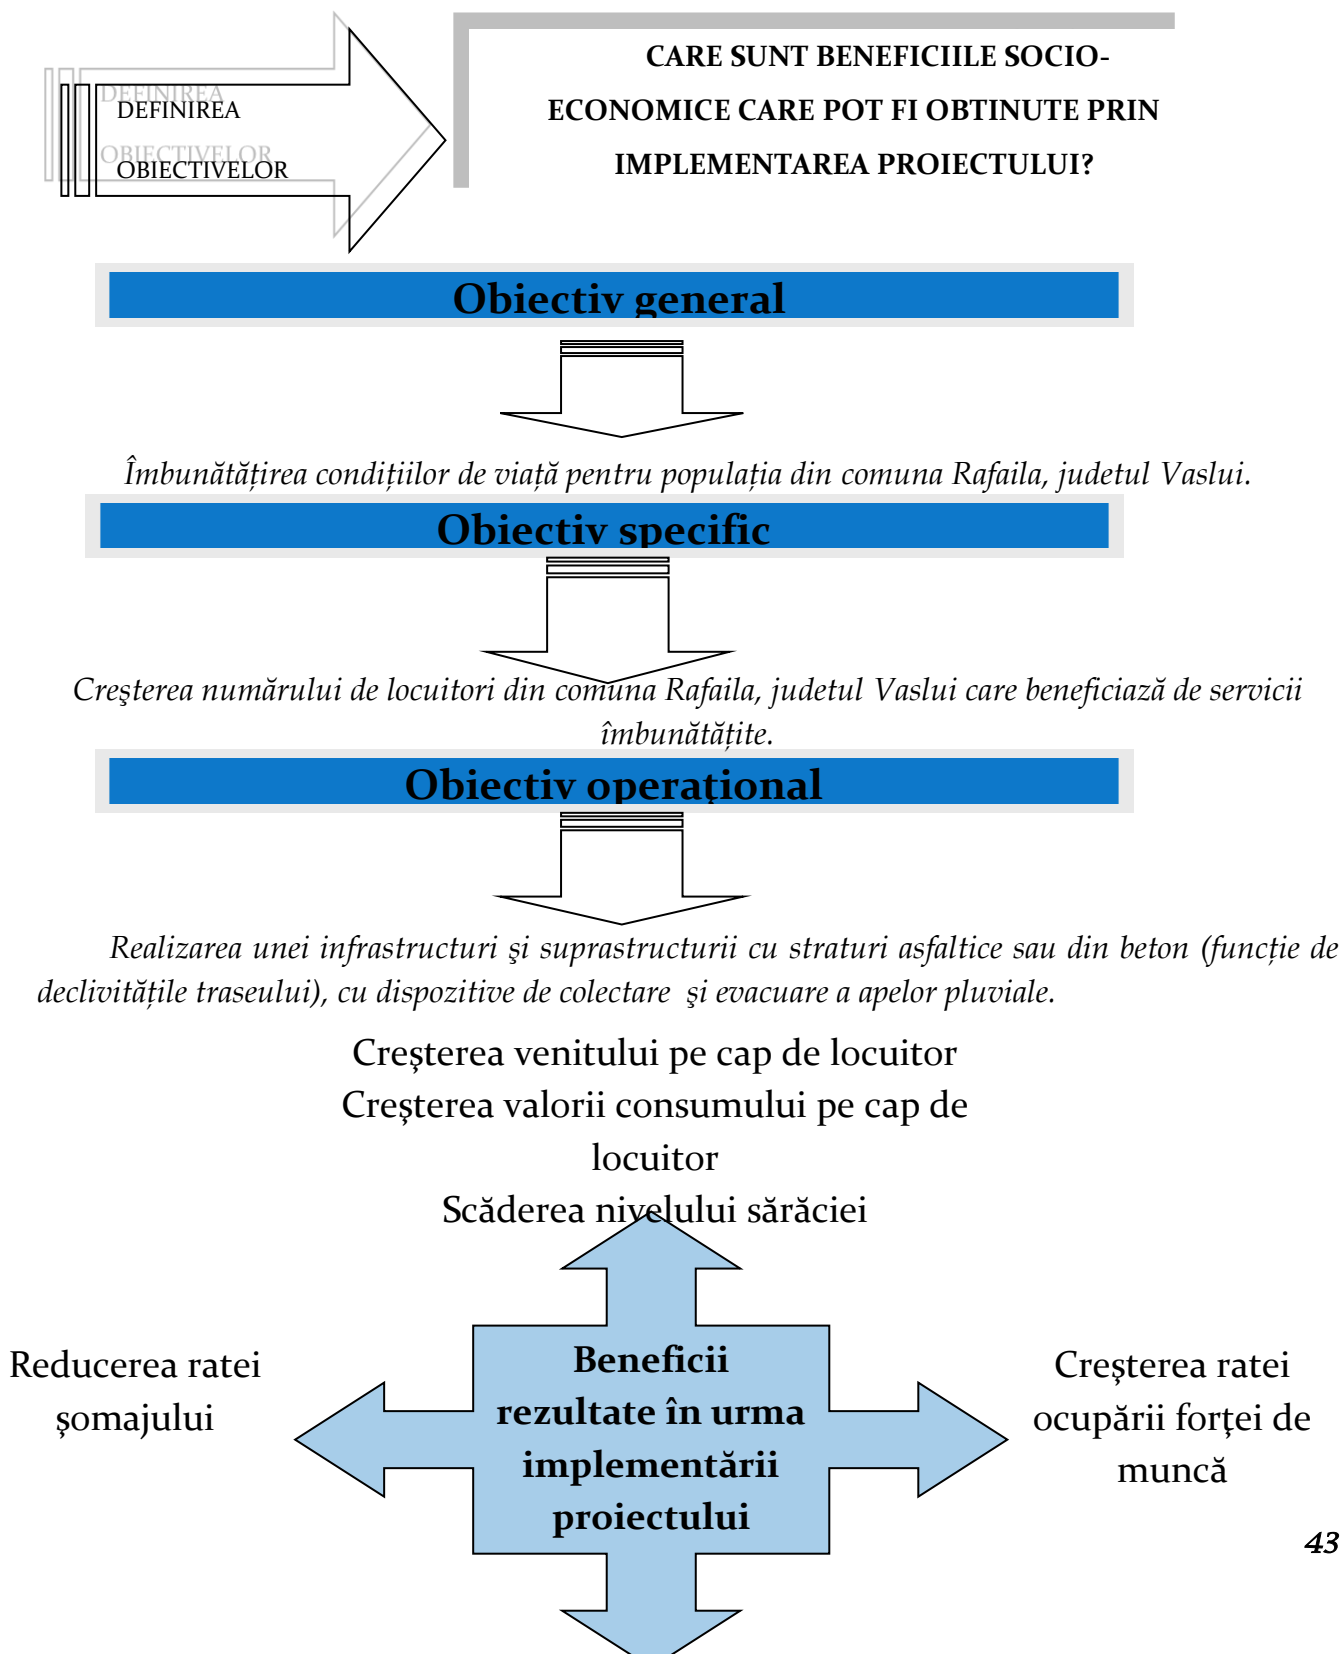 DEFINIREA
OBIECTIVELOR
CARE SUNT BENEFICIILE SOCIO-
ECONOMICE CARE POT FI OBTINUTE PRIN
IMPLEMENTAREA PROIECTULUI?
Obiectiv general
Îmbunătățirea condițiilor de viață pentru populația din comuna Rafaila, judetul Vaslui.
Obiectiv specific
Creşterea numărului de locuitori din comuna Rafaila, judetul Vaslui care beneficiază de servicii
îmbunătățite.
Obiectiv operaţional
Realizarea unei infrastructuri şi suprastructurii cu straturi asfaltice sau din beton (funcție de
declivitățile traseului), cu dispozitive de colectare şi evacuare a apelor pluviale.
Creşterea venitului pe cap de locuitor
Creşterea valorii consumului pe cap de
locuitor
Scăderea nivelului sărăciei
Reducerea ratei
şomajului
Beneficii
rezultate în urma
implementării
proiectului
Creşterea ratei
ocupării forţei de
muncă
43